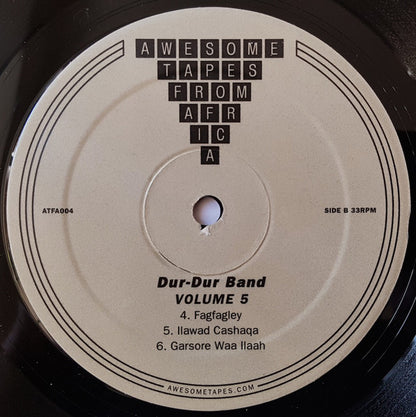 AWESOME
TAPES
FROM
AFR
IC
A
ATFA004
SIDE B 33RPM
Dur-Dur Band
VOLUME 5
4. Fagfagley
5. Ilawad Cashaqa
6. Garsore Waa Ilaah
AWESOMETAPES.COM